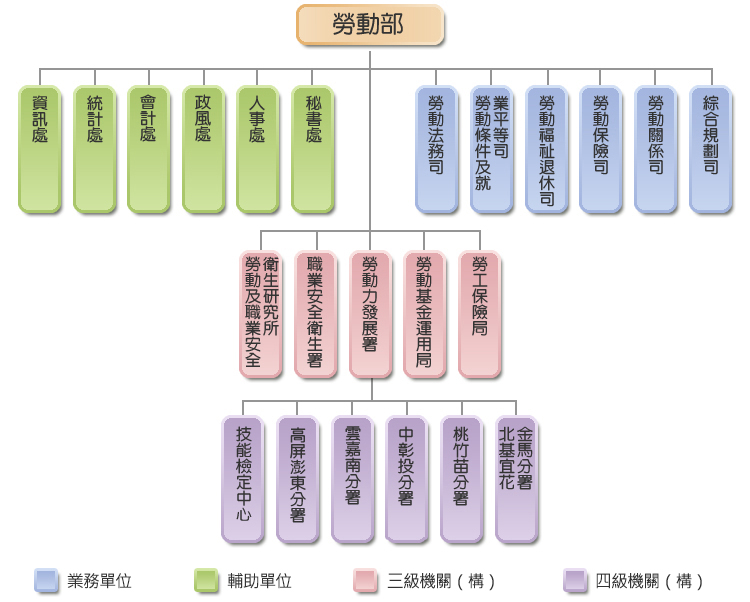 勞動部
資訊處
統計處
會計處
政風處
人事處
秘書處
勞動法務司
勞動條件及就
業平等司
勞動福祉退休司
勞動保險司
勞動關係司
綜合規劃司
勞動及職業安全
衛生研究所
職業安全衛生署
勞動力發展署
勞動基金運用局
勞工保險局
技能檢定中心
高屏澎東分署
雲嘉南分署
中彰投分署
桃竹苗分署
北基宜花
金馬分署
業務單位
輔助單位
三級機關(構)
四級機關(構)